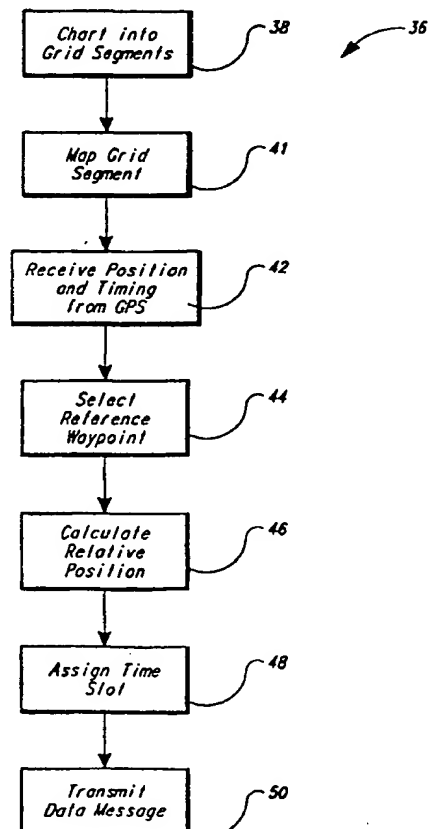 Chart into
Grid Segments
38
36
Map Grid
Segment
41
Receive Position
and Timing
from GPS
42
Select
Reference
Waypoint
44
Calculate
Relative
Position
46
Assign Time
Slot
48
Transmit
Data Message
50